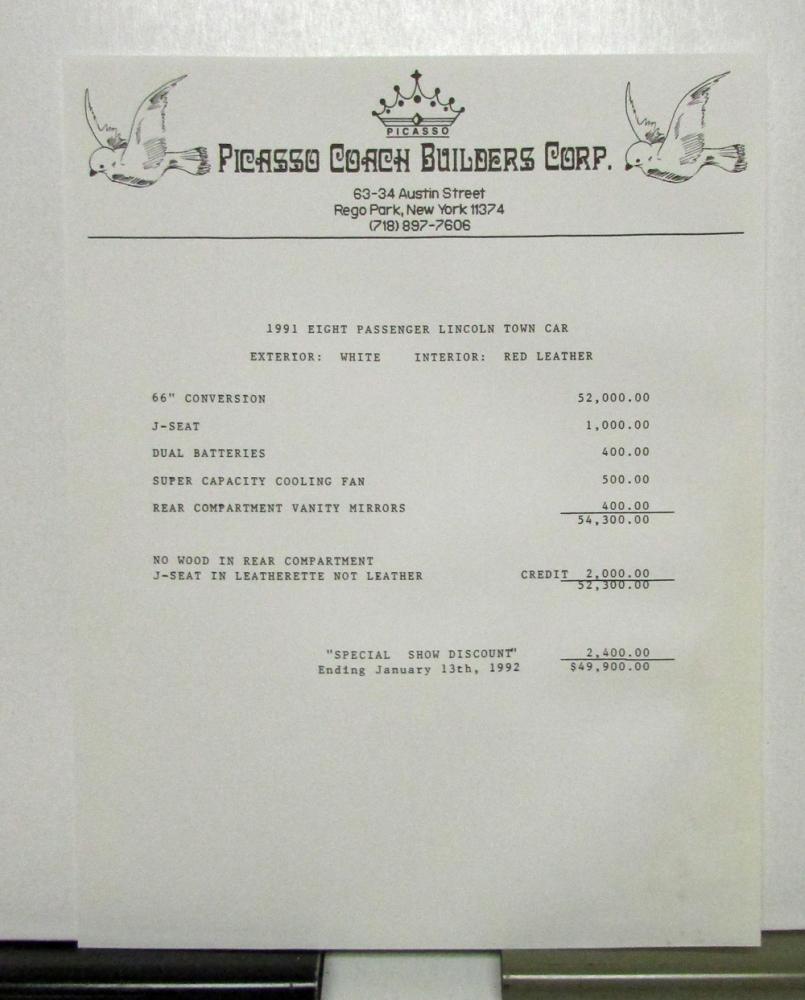 PICASSO
PICASSO COACH BUILDERS CORP.
63-34 Austin Street
Rego Park, New York 11374
(718) 897-7606
1991 EIGHT PASSENGER LINCOLN TOWN CAR
EXTERIOR: WHITE INTERIOR: RED LEATHER
66" CONVERSION 52,000.00
J-SEAT 1,000.00
DUAL BATTERIES 400.00
SUPER CAPACITY COOLING FAN 500.00
REAR COMPARTMENT VANITY MIRRORS 400.00
54,300.00
NO WOOD IN REAR COMPARTMENT
J-SEAT IN LEATHERETTE NOT LEATHER CREDIT 2,000.00
52,300.00
"SPECIAL SHOW DISCOUNT" 2,400.00
Ending January 13th, 1992 $49,900.00